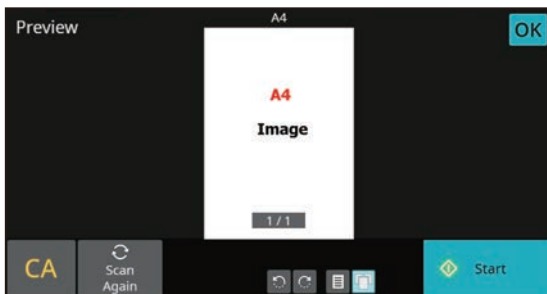 Preview
A4
OK
A4
Image
1 / 1
CA
Scan
Again
Start